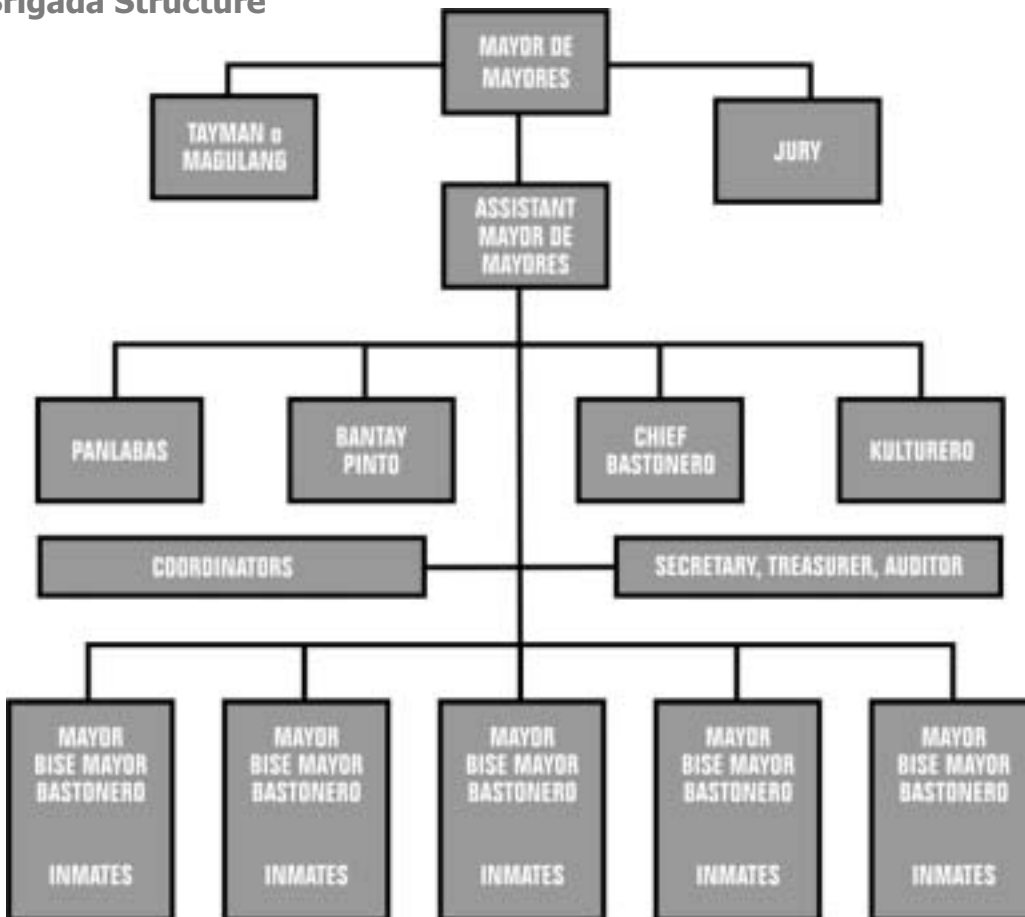 Brigada Structure
MAYOR DE
MAYORES
TAYMAN o
MAGULANG
JURY
ASSISTANT
MAYOR DE
MAYORES
PANLABAS
BANTAY
PINTO
CHIEF
BASTONERO
KULTURERO
COORDINATORS
SECRETARY, TREASURER, AUDITOR
MAYOR
BISE MAYOR
BASTONERO
INMATES
MAYOR
BISE MAYOR
BASTONERO
INMATES
MAYOR
BISE MAYOR
BASTONERO
INMATES
MAYOR
BISE MAYOR
BASTONERO
INMATES
MAYOR
BISE MAYOR
BASTONERO
INMATES